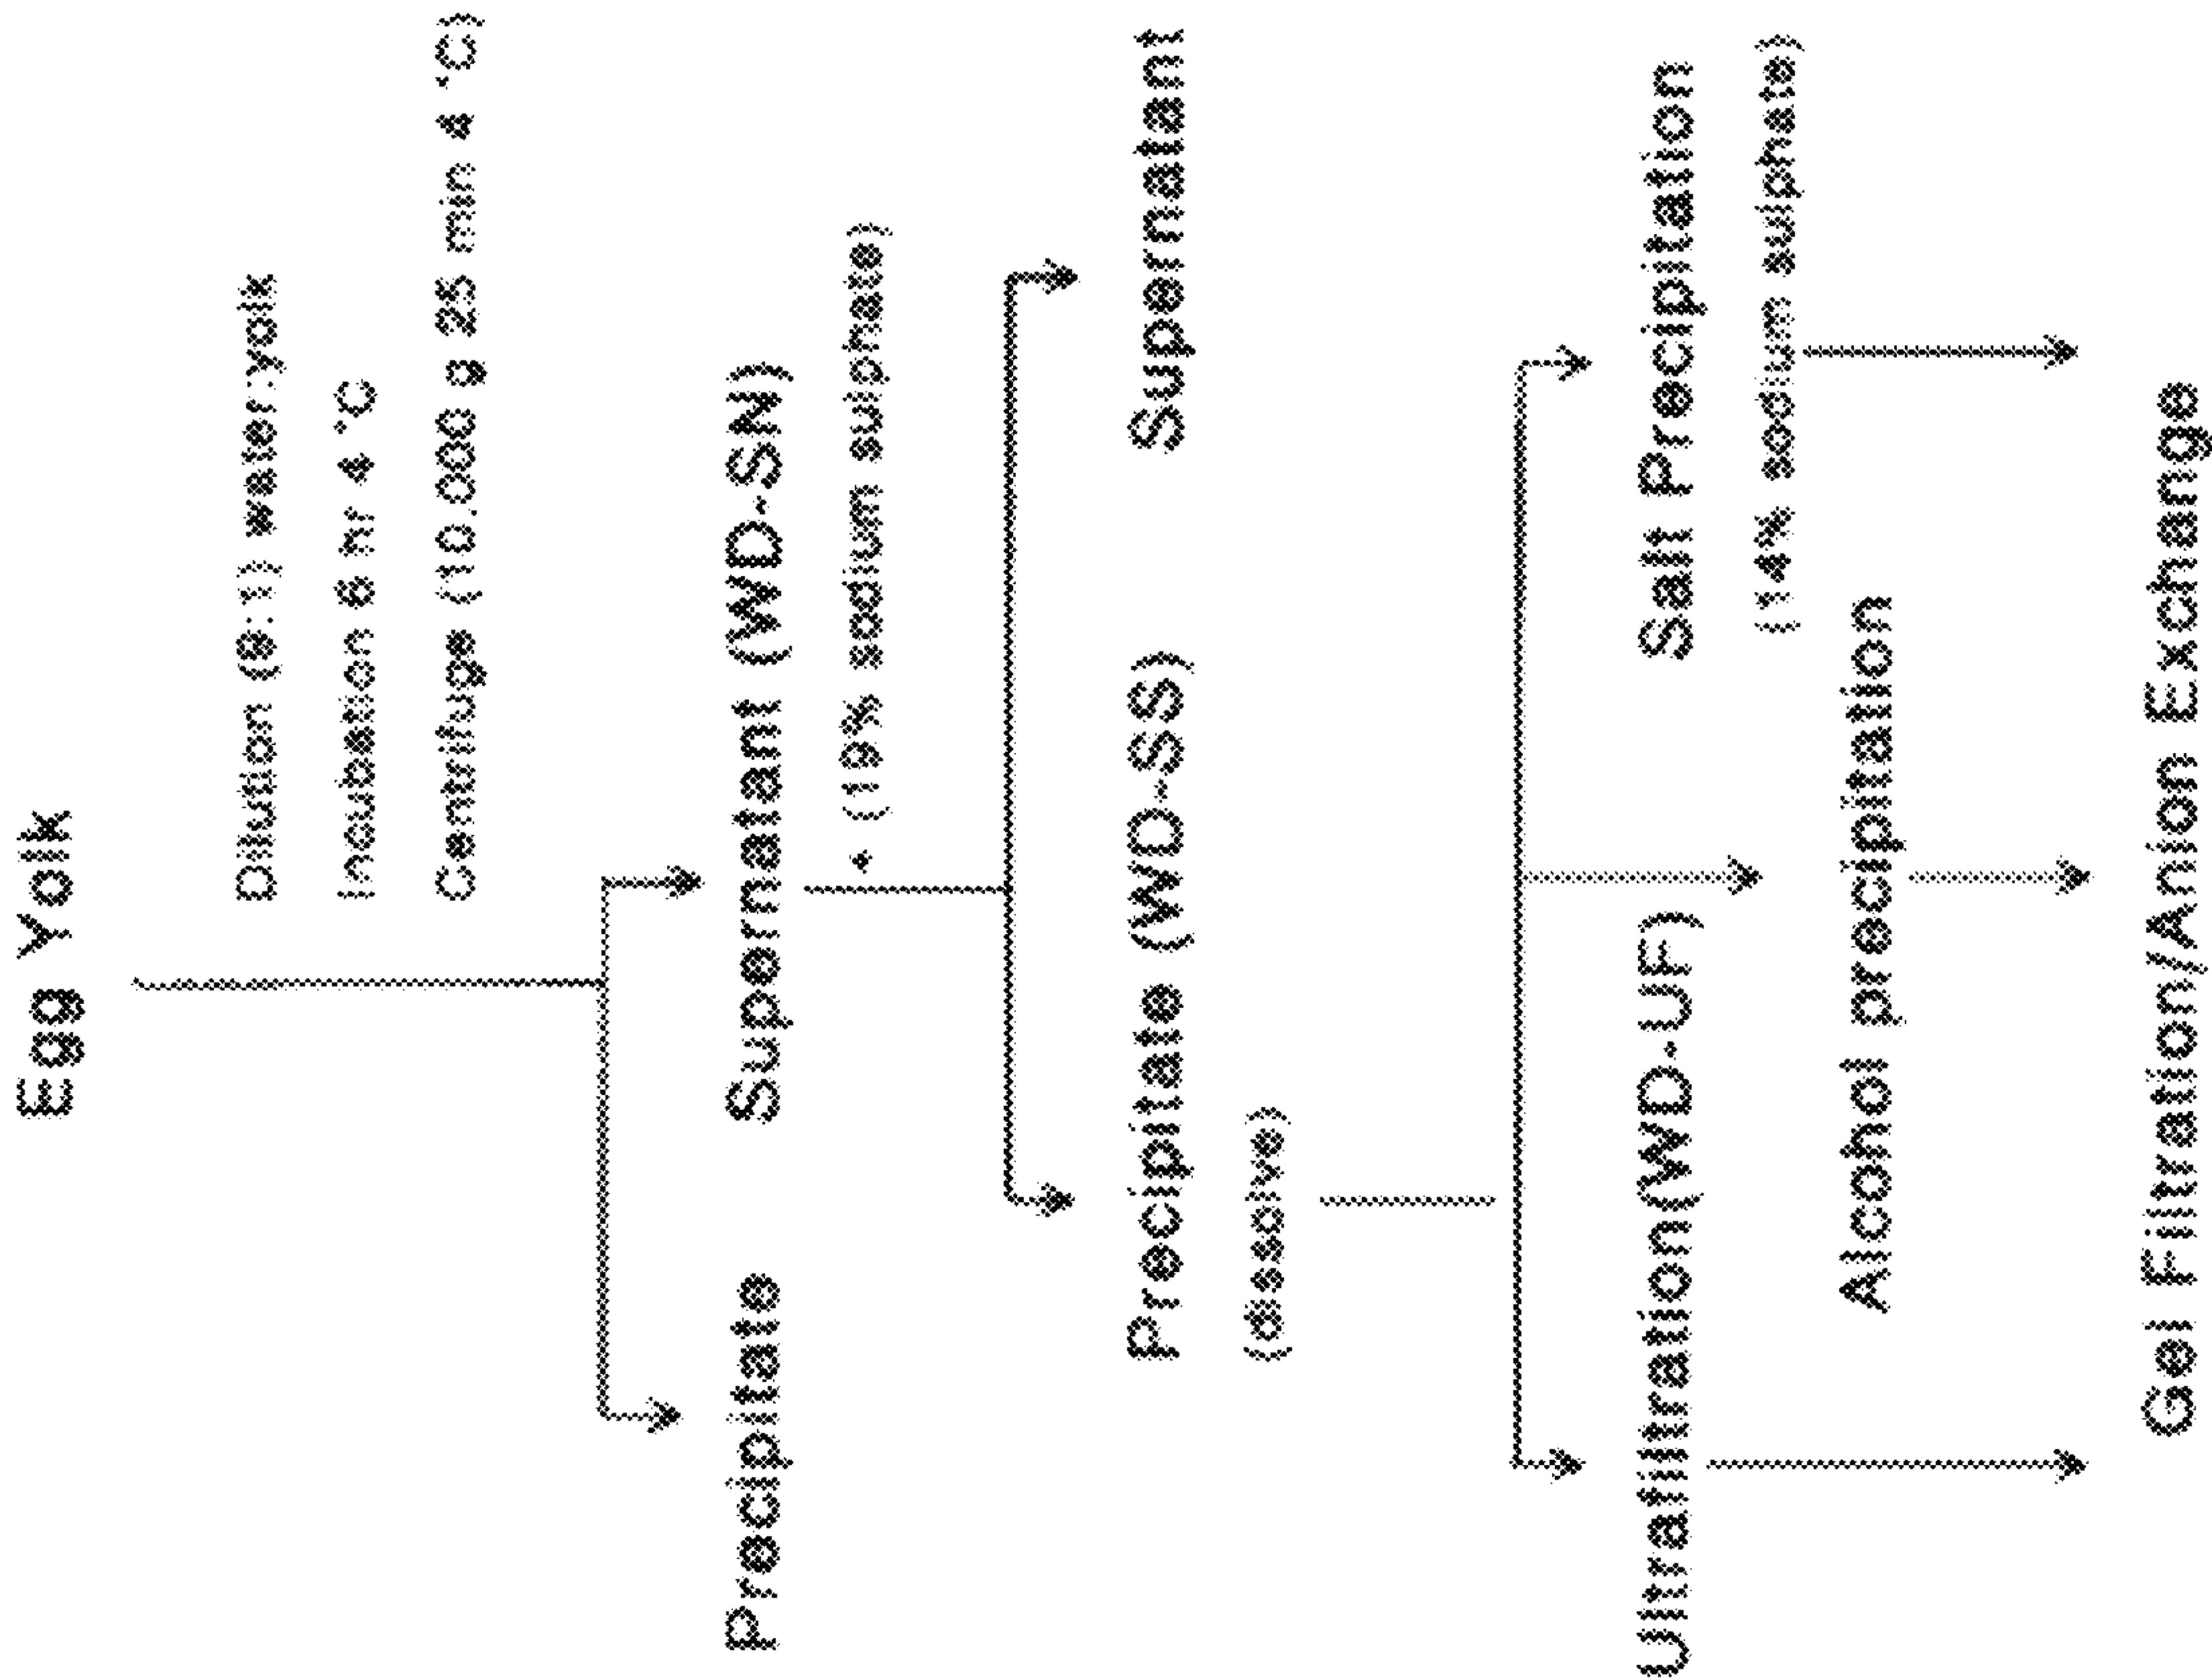 Egg Yolk
Dilution water:yolk
Incubation 6 hr 4 °C
Centrifuge (10.000 g 25 min 4 °C)
Precipitate
Supernatant (WD-SN)
+ (19% sodium sulphate)
Precipitate (WD-SS)
Supernatant
(dissolve)
Ultrafiltration(WD-UF)
Salt Precipitation
(14% sodium sulphate)
Alcohol precipitation
Gel Filtration/Anion Exchange